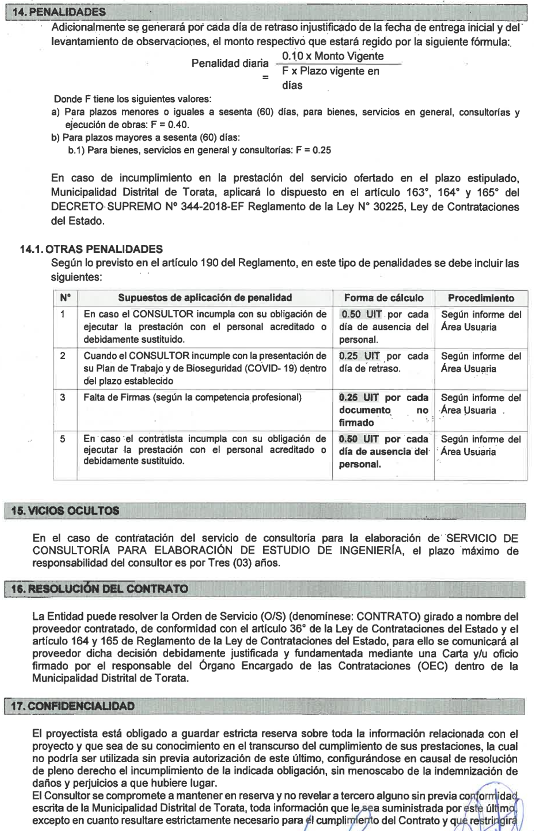 14. PENALIDADES
Adicionalmente se generará por cada día de retraso injustificado de la fecha de entrega inicial y del
levantamiento de observaciones, el monto respectivo que estará regido por la siguiente fórmula:
Penalidad diaria = 0.10 x Monto Vigente
F x Plazo vigente en
días
Donde F tiene los siguientes valores:
a) Para plazos menores o iguales a sesenta (60) días, para bienes, servicios en general, consultorías y
ejecución de obras: F = 0.40.
b) Para plazos mayores a sesenta (60) días:
b.1) Para bienes, servicios en general y consultorías: F = 0.25
En caso de incumplimiento en la prestación del servicio ofertado en el plazo estipulado,
Municipalidad Distrital de Torata, aplicará lo dispuesto en el artículo 163°, 164° y 165° del
DECRETO SUPREMO Nº 344-2018-EF Reglamento de la Ley N° 30225, Ley de Contrataciones
del Estado.
14.1. OTRAS PENALIDADES
Según lo previsto en el artículo 190 del Reglamento, en este tipo de penalidades se debe incluir las
siguientes:
N° Supuestos de aplicación de penalidad Forma de cálculo Procedimiento
1 En caso el CONSULTOR incumpla con su obligación de 0.50 UIT por cada Según informe del
ejecutar la prestación con el personal acreditado o día de ausencia del Área Usuaria
debidamente sustituido. personal.
2 Cuando el CONSULTOR incumple con la presentación de 0.25 UIT por cada Según informe del
su Plan de Trabajo y de Bioseguridad (COVID- 19) dentro día de retraso. Área Usuaria
del plazo establecido
3 Falta de Firmas (según la competencia profesional) 0.25 UIT por cada Según informe del
documento no Área Usuaria
firmado
5 En caso el contratista incumpla con su obligación de 0.50 UIT por cada Según informe del
ejecutar la prestación con el personal acreditado o día de ausencia del Área Usuaria
debidamente sustituido. personal.
15. VICIOS OCULTOS
En el caso de contratación del servicio de consultoría para la elaboración de SERVICIO DE
CONSULTORÍA PARA ELABORACIÓN DE ESTUDIO DE INGENIERÍA, el plazo máximo de
responsabilidad del consultor es por Tres (03) años.
16. RESOLUCIÓN DEL CONTRATO
La Entidad puede resolver la Orden de Servicio (O/S) (denomínese: CONTRATO) girado a nombre del
proveedor contratado, de conformidad con el artículo 36° de la Ley de Contrataciones del Estado y el
artículo 164 y 165 de Reglamento de la Ley de Contrataciones del Estado, para ello se comunicará al
proveedor dicha decisión debidamente justificada y fundamentada mediante una Carta y/u oficio
firmado por el responsable del Órgano Encargado de las Contrataciones (OEC) dentro de la
Municipalidad Distrital de Torata.
17. CONFIDENCIALIDAD
El proyectista está obligado a guardar estricta reserva sobre toda la información relacionada con el
proyecto y que sea de su conocimiento en el transcurso del cumplimiento de sus prestaciones, la cual
no podría ser utilizada sin previa autorización de este último, configurándose en causal de resolución
de pleno derecho el incumplimiento de la indicada obligación, sin menoscabo de la indemnización de
daños y perjuicios a que hubiere lugar.
El Consultor se compromete a mantener en reserva y no revelar a tercero alguno sin previa conformidad
escrita de la Municipalidad Distrital de Torata, toda información que le sea suministrada por este último,
excepto en cuanto resultare estrictamente necesario para el cumplimiento del Contrato y que restringirá